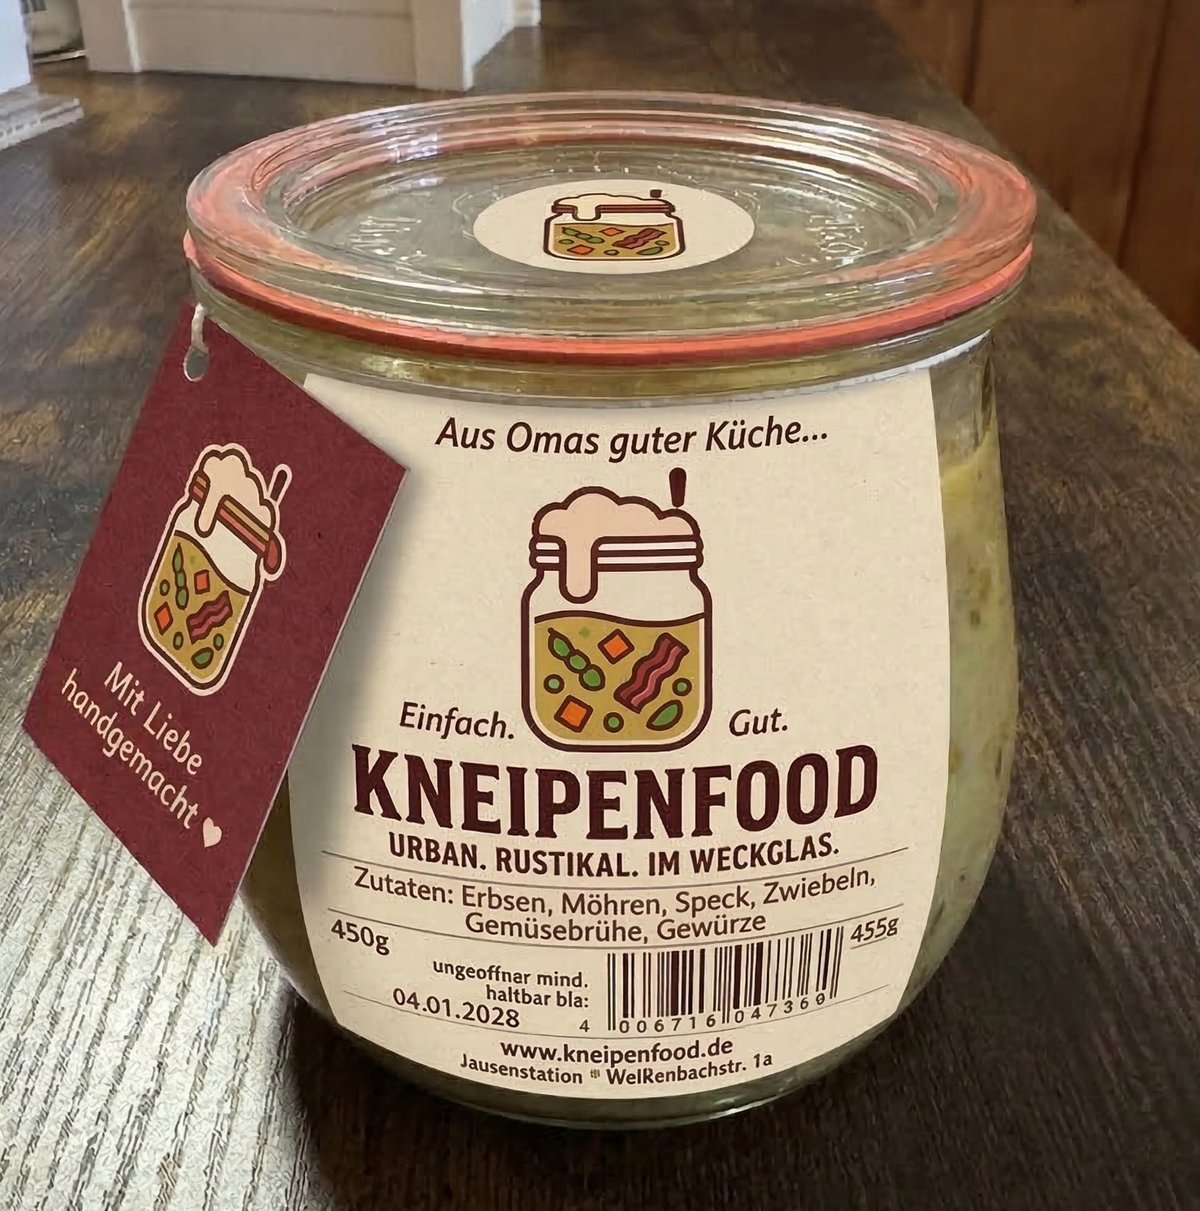 Aus Omas guter Küche...
Einfach. Gut.
KNEIPENFOOD
URBAN. RUSTIKAL. IM WECKGLAS.
Zutaten: Erbsen, Möhren, Speck, Zwiebeln,
Gemüsebrühe, Gewürze
450g
455g
ungeoffnar mind.
haltbar bla:
04.01.2028
4 006716 047360
www.kneipenfood.de
Jausenstation WelRenbachstr. 1a
Mit Liebe
handgemacht